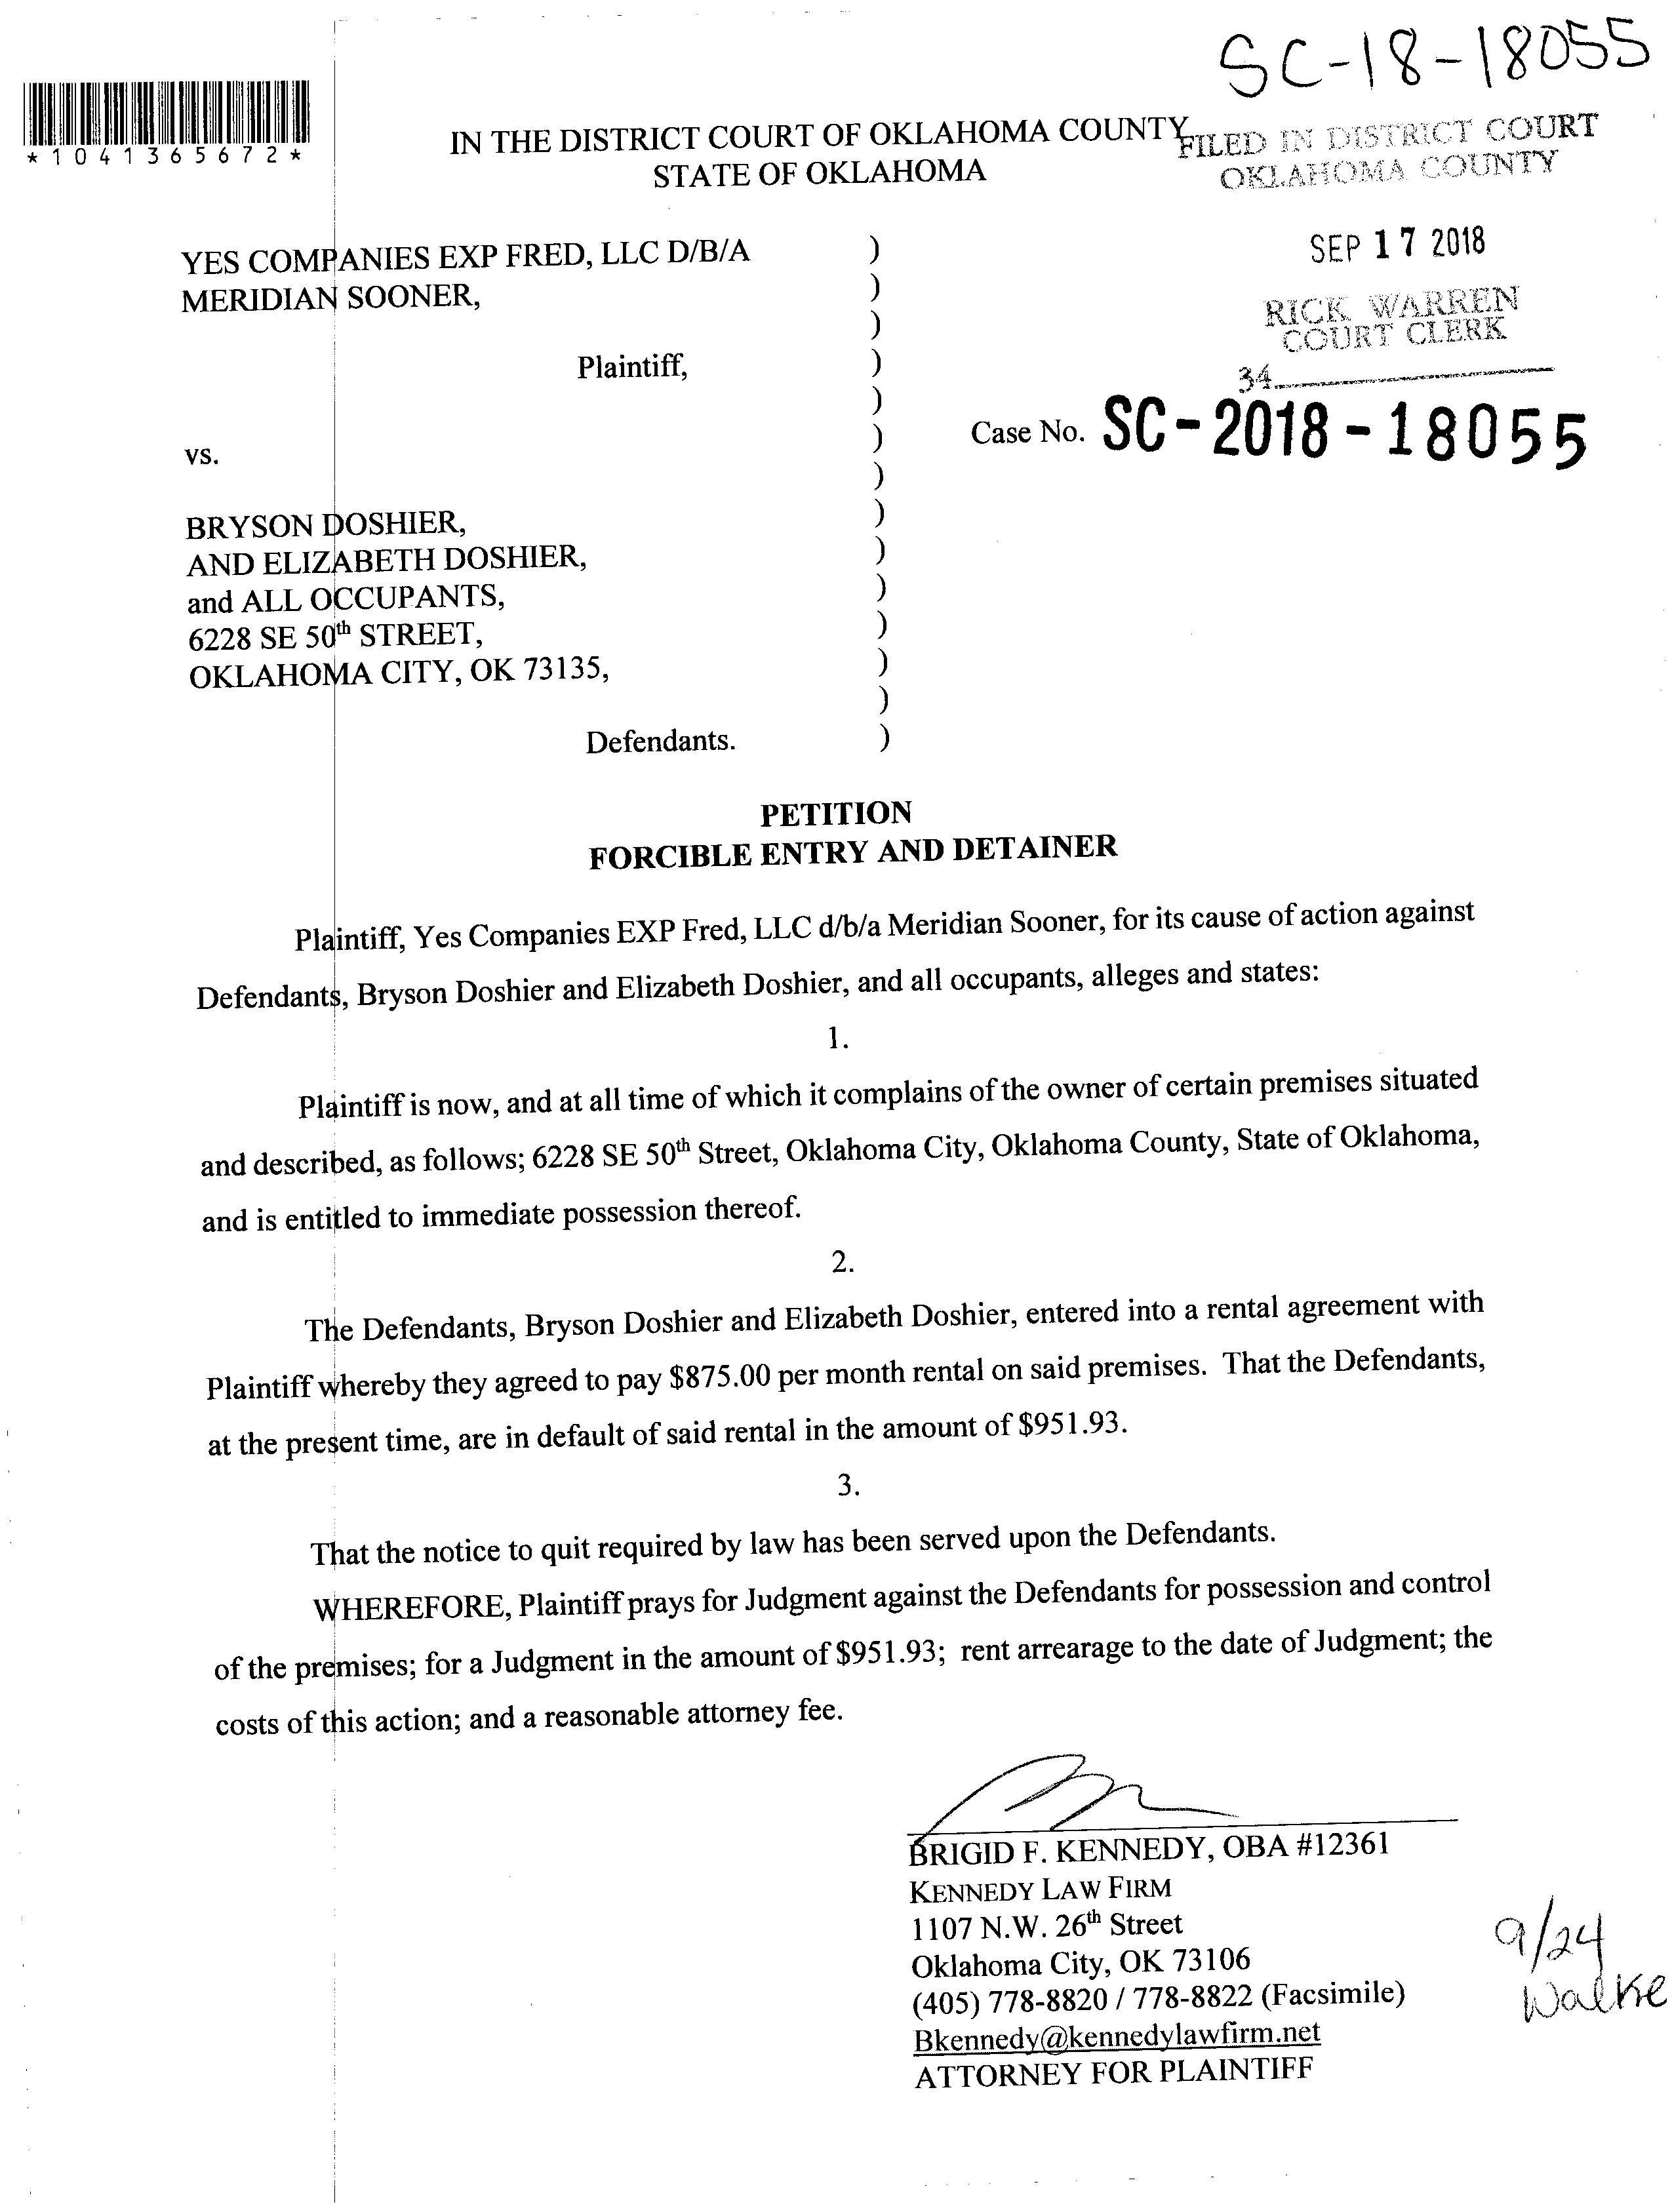 SC-18-18055
*1041365672*
IN THE DISTRICT COURT OF OKLAHOMA COUNTY
STATE OF OKLAHOMA
FILED IN DISTRICT COURT
OKLAHOMA COUNTY
SEP 17 2018
RICK WARREN
COURT CLERK
34
YES COMPANIES EXP FRED, LLC D/B/A )
MERIDIAN SOONER, )
)
Plaintiff, )
)
vs. )
)
Case No. SC-2018-18055
BRYSON DOSHIER, )
AND ELIZABETH DOSHIER, )
and ALL OCCUPANTS, )
6228 SE 50th STREET, )
OKLAHOMA CITY, OK 73135, )
)
Defendants. )
PETITION
FORCIBLE ENTRY AND DETAINER
Plaintiff, Yes Companies EXP Fred, LLC d/b/a Meridian Sooner, for its cause of action against
Defendants, Bryson Doshier and Elizabeth Doshier, and all occupants, alleges and states:
1.
Plaintiff is now, and at all time of which it complains of the owner of certain premises situated
and described, as follows; 6228 SE 50th Street, Oklahoma City, Oklahoma County, State of Oklahoma,
and is entitled to immediate possession thereof.
2.
The Defendants, Bryson Doshier and Elizabeth Doshier, entered into a rental agreement with
Plaintiff whereby they agreed to pay $875.00 per month rental on said premises. That the Defendants,
at the present time, are in default of said rental in the amount of $951.93.
3.
That the notice to quit required by law has been served upon the Defendants.
WHEREFORE, Plaintiff prays for Judgment against the Defendants for possession and control
of the premises; for a Judgment in the amount of $951.93; rent arrearage to the date of Judgment; the
costs of this action; and a reasonable attorney fee.
BRIGID F. KENNEDY, OBA #12361
KENNEDY LAW FIRM
1107 N.W. 26th Street
Oklahoma City, OK 73106
(405) 778-8820 / 778-8822 (Facsimile)
Bkennedy@kennedylawfirm.net
ATTORNEY FOR PLAINTIFF
9/24
Walke